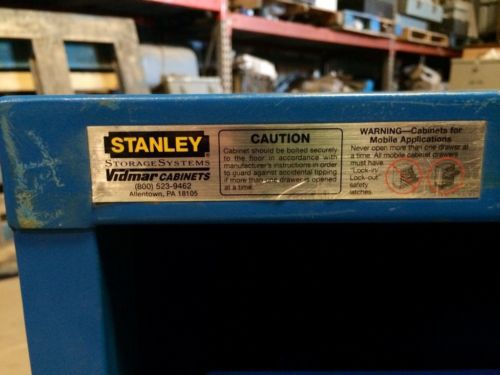 STANLEY
STORAGE SYSTEMS
Vidmar CABINETS
(800) 523-9462
Allentown, PA 18105
CAUTION
Cabinet should be bolted securely
to the floor in accordance with
manufacturer's instructions in order
to guard against accidental tipping
if more than one drawer is opened
at a time.
WARNING—Cabinets for
Mobile Applications
Never open more than one drawer at
a time. All mobile cabinet drawers
must have
"Lock-in/
Lock-out"
safety
latches.